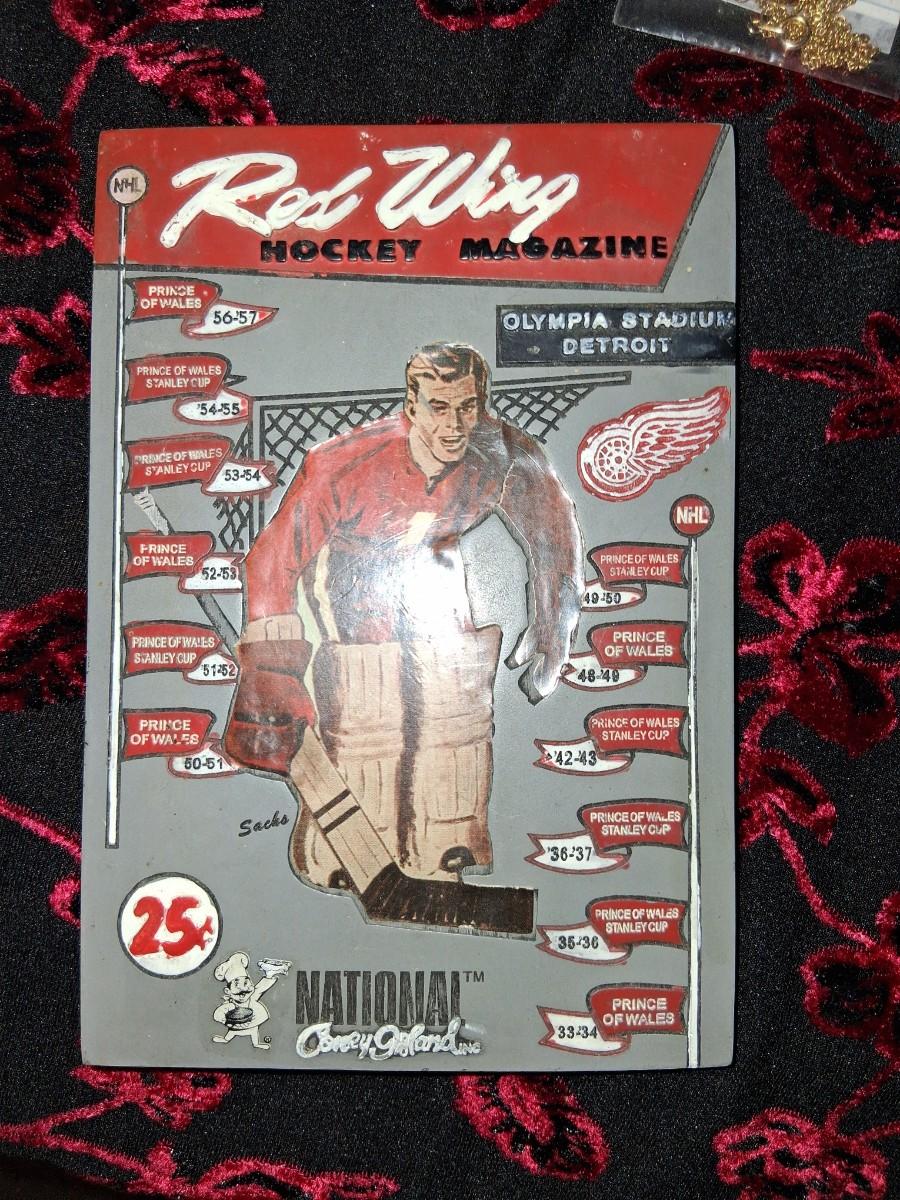 Red Wing
HOCKEY MAGAZINE
NHL
OLYMPIA STADIUM
DETROIT
PRINCE
OF WALES
56-'57
PRINCE OF WALES
STANLEY CUP
'54-'55
PRINCE OF WALES
STANLEY CUP
53-'54
PRINCE
OF WALES
52-'53
PRINCE OF WALES
STANLEY CUP
'51-'52
PRINCE
OF WALES
50-'51
NHL
PRINCE OF WALES
STANLEY CUP
49-'50
PRINCE
OF WALES
'48-'49
PRINCE OF WALES
STANLEY CUP
'42-'43
PRINCE OF WALES
STANLEY CUP
'36-'37
PRINCE OF WALES
STANLEY CUP
35-'36
PRINCE
OF WALES
33-'34
1
Sachs
25¢
NATIONAL™
Coney Island INC
®